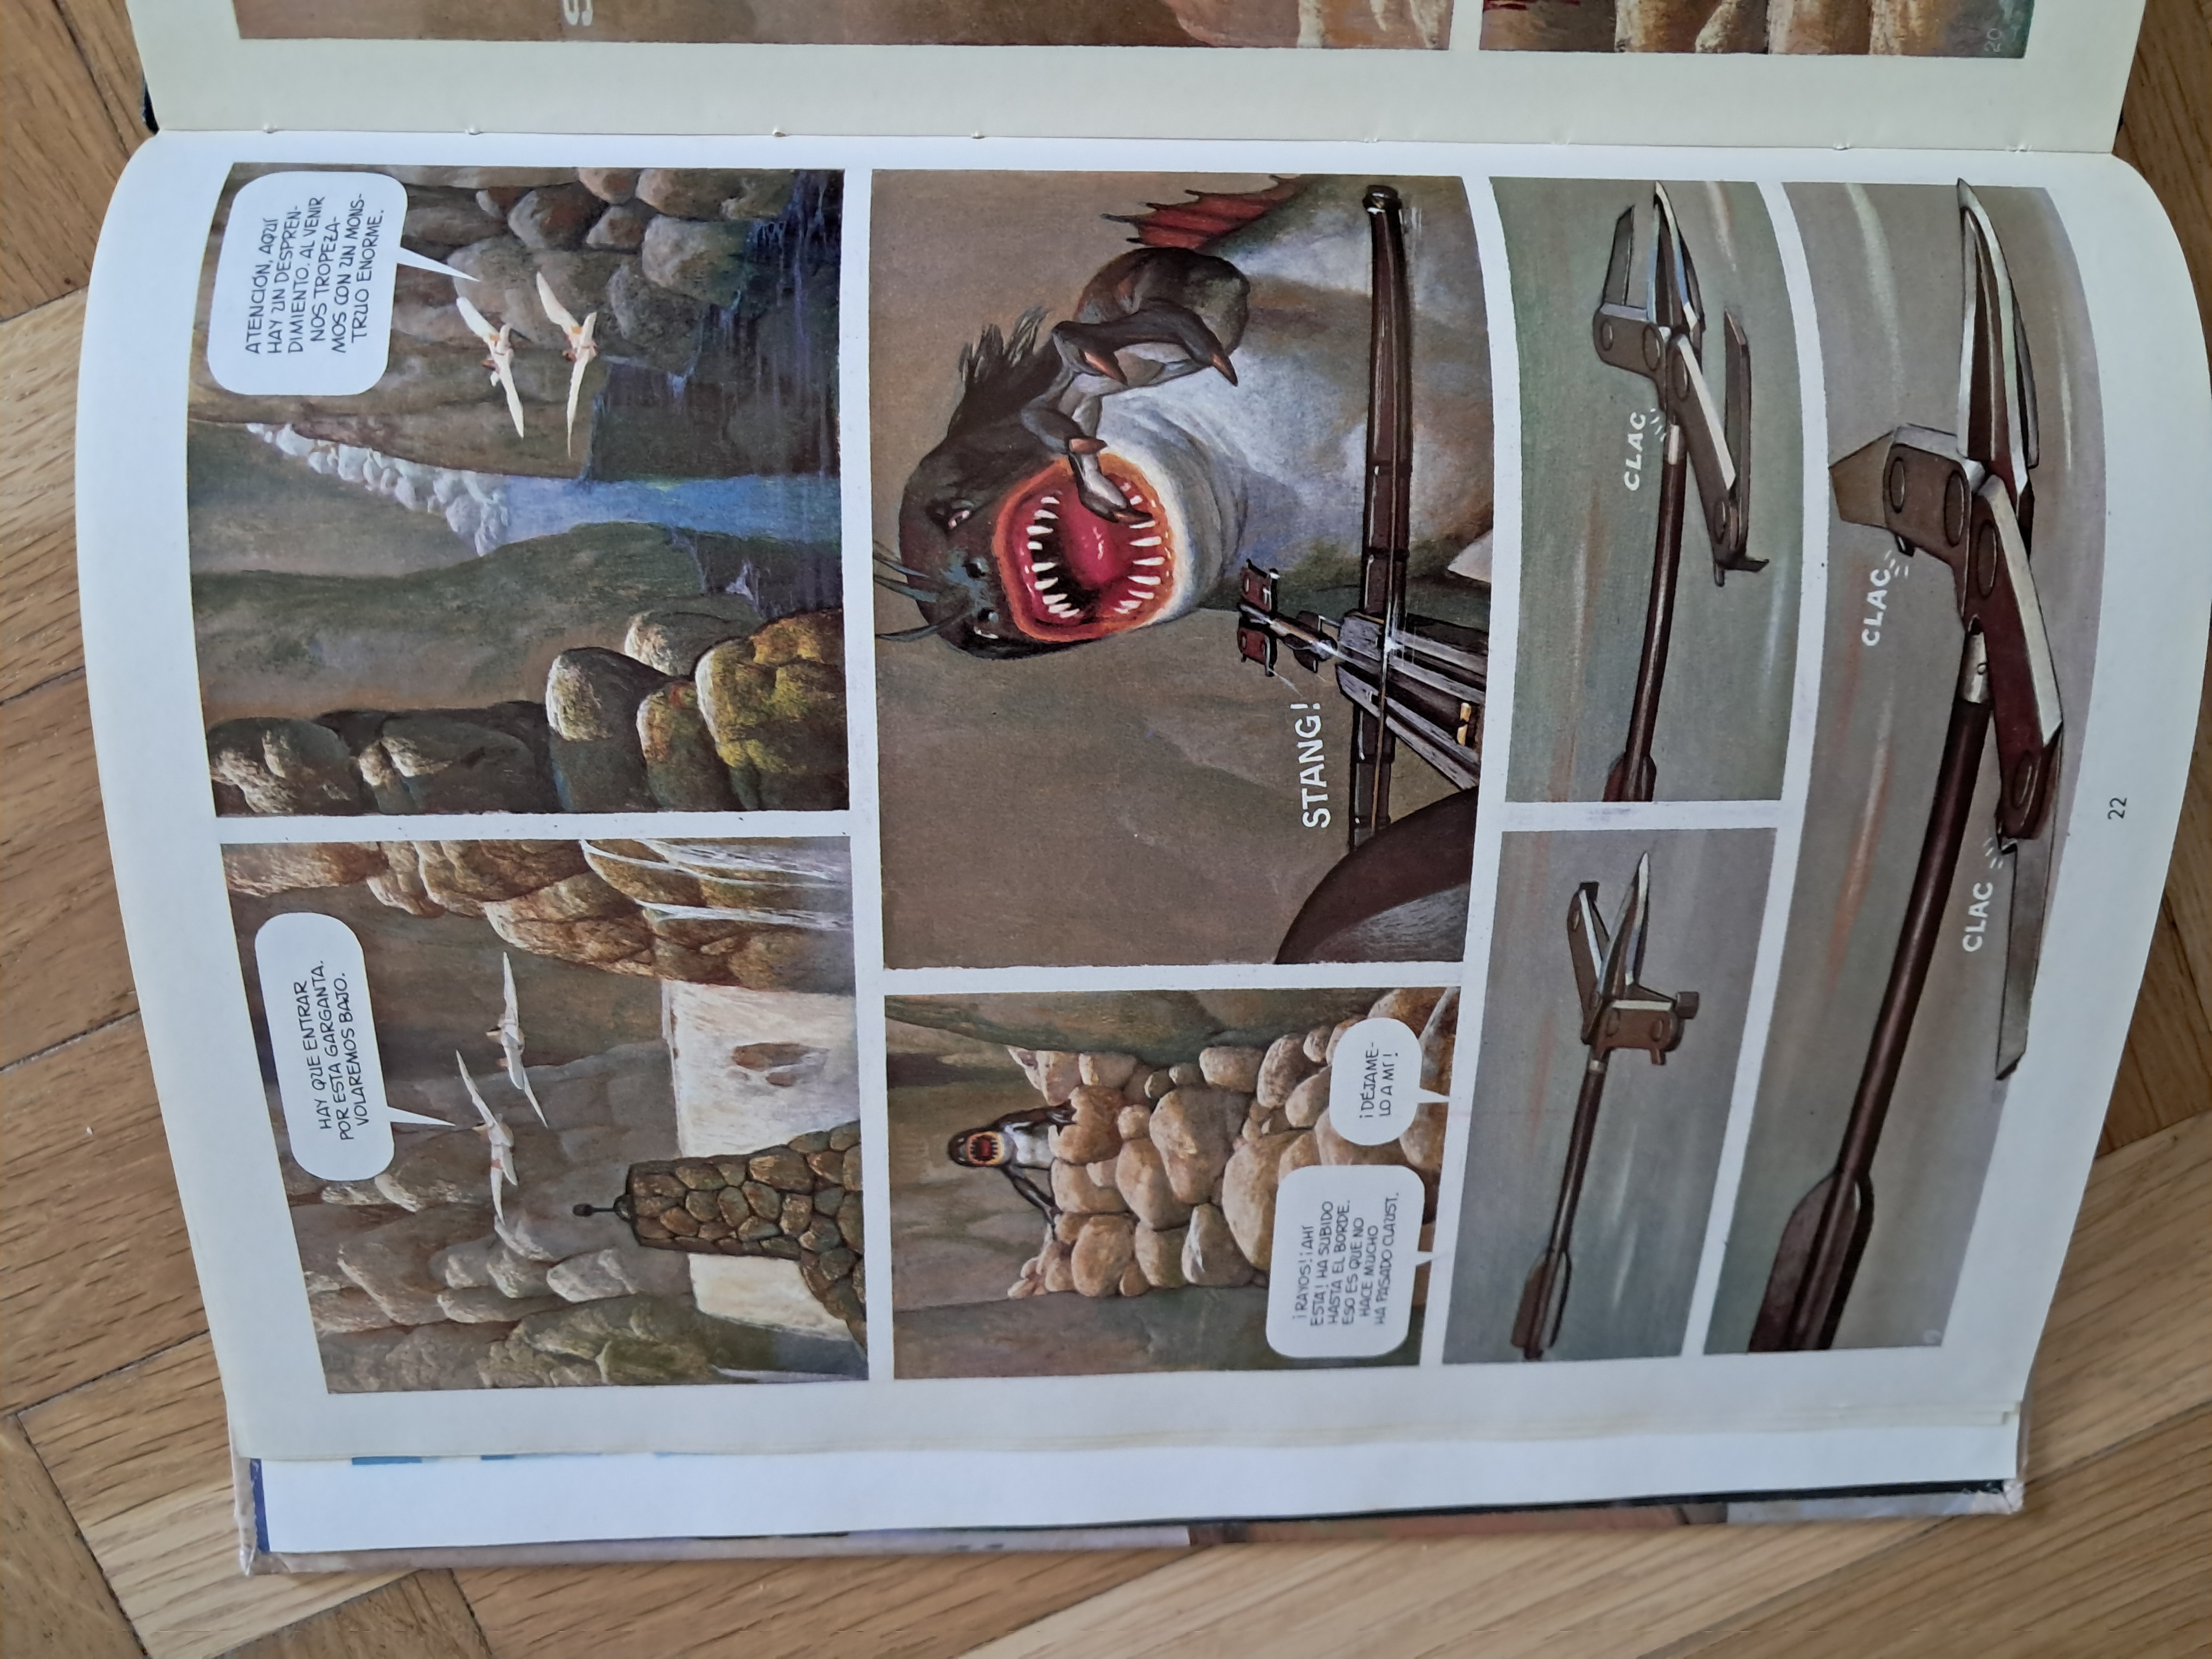 HAY QUE ENTRAR
POR ESTA GARGANTA.
VOLAREMOS BAJO.
ATENCIÓN, AQUÍ
HAY UN DESPREN-
DIMIENTO. AL VENIR
NOS TROPEZA-
MOS CON UN MONS-
TRUO ENORME.
¡RAYOS! ¡AHÍ
ESTA! HA SUBIDO
HASTA EL BORDE.
ESO ES QUE NO
HACE MUCHO
HA PASADO CLAUST.
¡DÉJAME-
LO A MÍ!
STANG!
CLAC
CLAC
CLAC
22
S
20